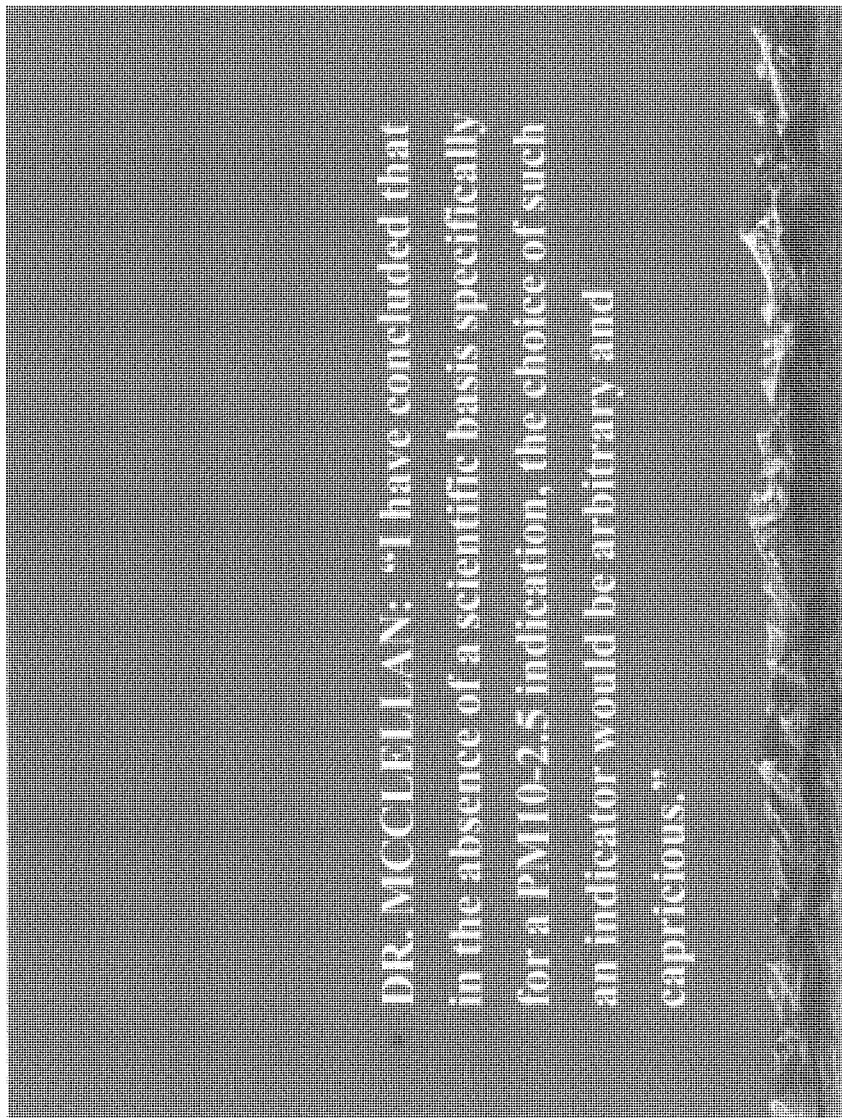 DR. MCCLELLAN: “I have concluded that
in the absence of a scientific basis specifically
for a PM10-2.5 indication, the choice of such
an indicator would be arbitrary and
capricious.”